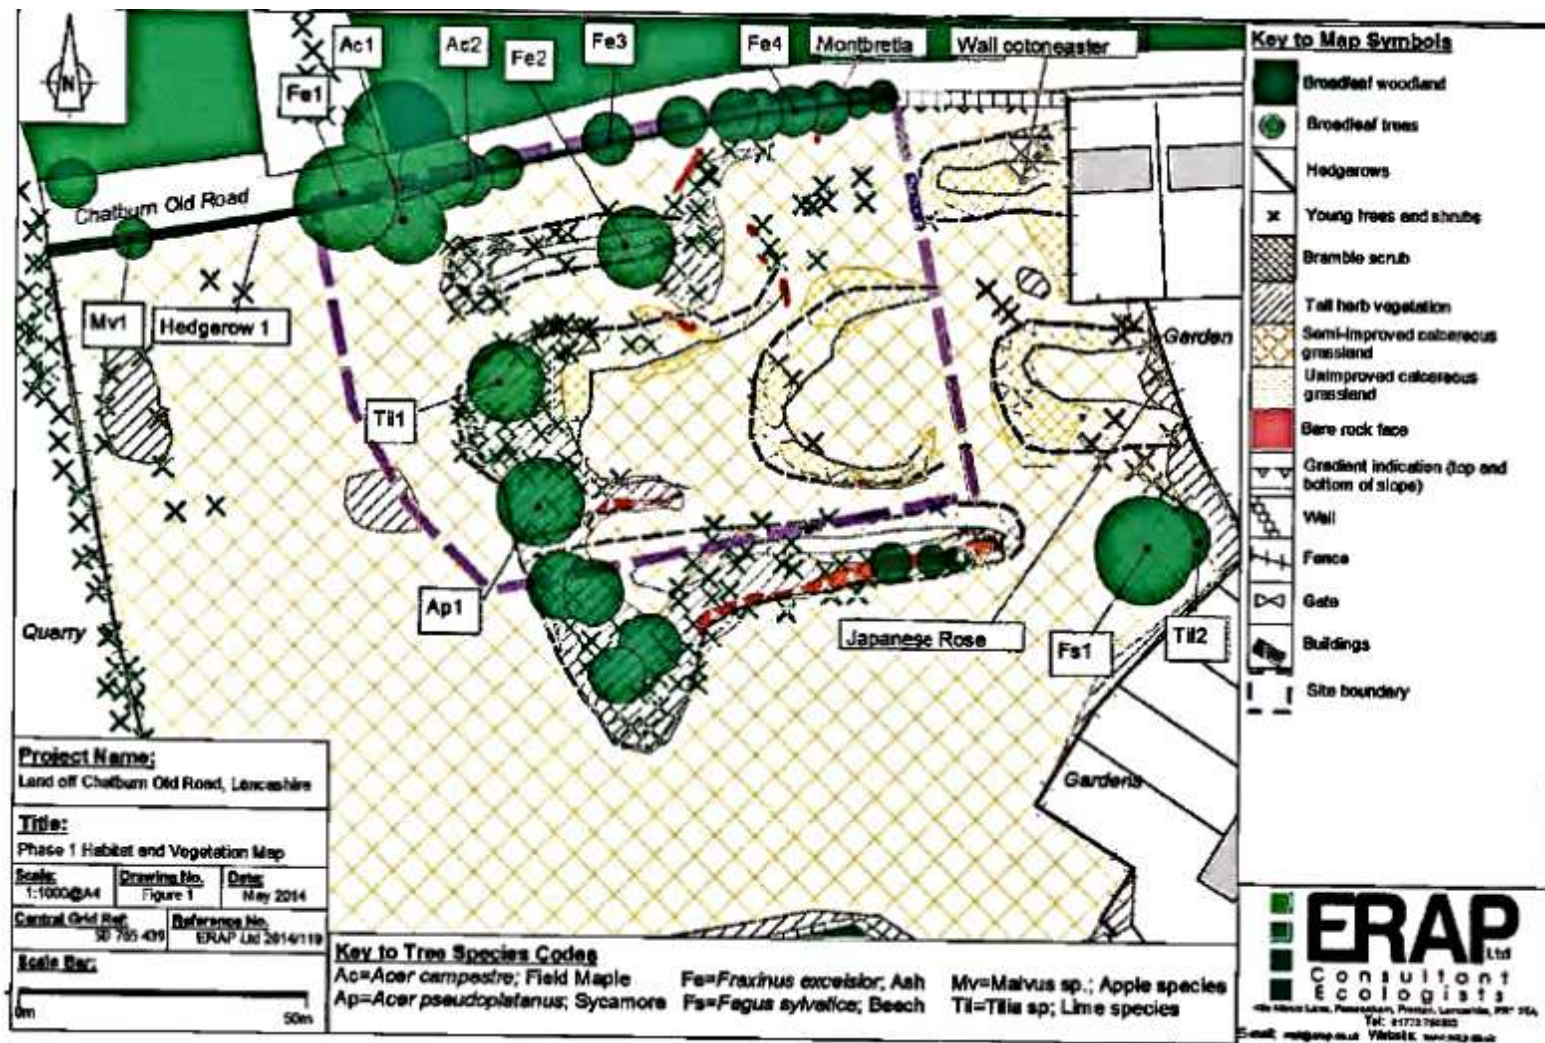 N
Ac1
Ac2
Fe1
Fe2
Fe3
Fe4
Montbretia
Wall cotoneaster
Chatburn Old Road
Mv1
Hedgerow 1
Til1
Garden
Ap1
Quarry
Japanese Rose
Fs1
Til2
Gardens
Key to Map Symbols
Broadleaf woodland
Broadleaf trees
Hedgerows
Young trees and shrubs
Bramble scrub
Tall herb vegetation
Semi-improved calcareous
grassland
Unimproved calcareous
grassland
Bare rock face
Gradient indication (top and
bottom of slope)
Wall
Fence
Gate
Buildings
Site boundary
Project Name:
Land off Chatburn Old Road, Lancashire
Title:
Phase 1 Habitat and Vegetation Map
Scale:
1:1000@A4
Drawing No.
Figure 1
Date:
May 2014
Central Grid Ref:
SD 765 439
Reference No.
ERAP Ltd 2014/119
Scale Bar:
0m
50m
Key to Tree Species Codes
Ac=Acer campestre; Field Maple
Fe=Fraxinus excelsior; Ash
Mv=Malvus sp.; Apple species
Ap=Acer pseudoplatanus; Sycamore
Fs=Fagus sylvatica; Beech
Til=Tilia sp; Lime species
ERAP
Ltd
Consultant
Ecologists
Tel:
E-mail:
Website: